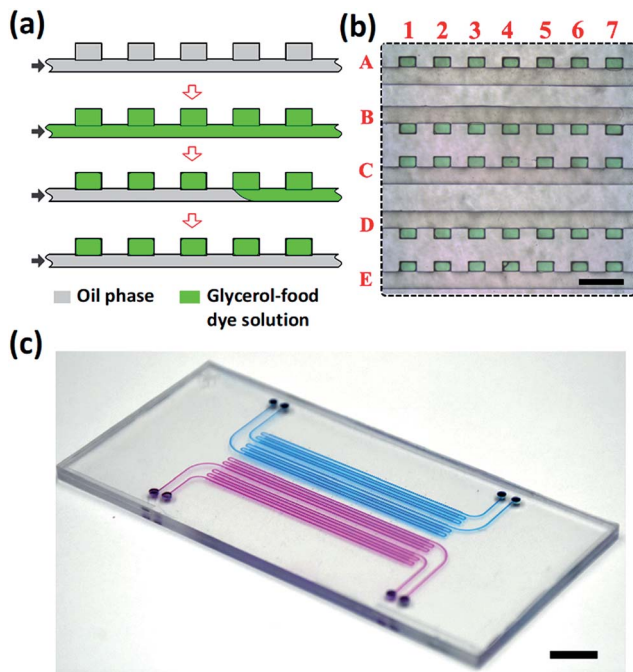 (a)
(b)
1 2 3 4 5 6 7
A
B
C
D
E
Oil phase
Glycerol-food
dye solution
(c)